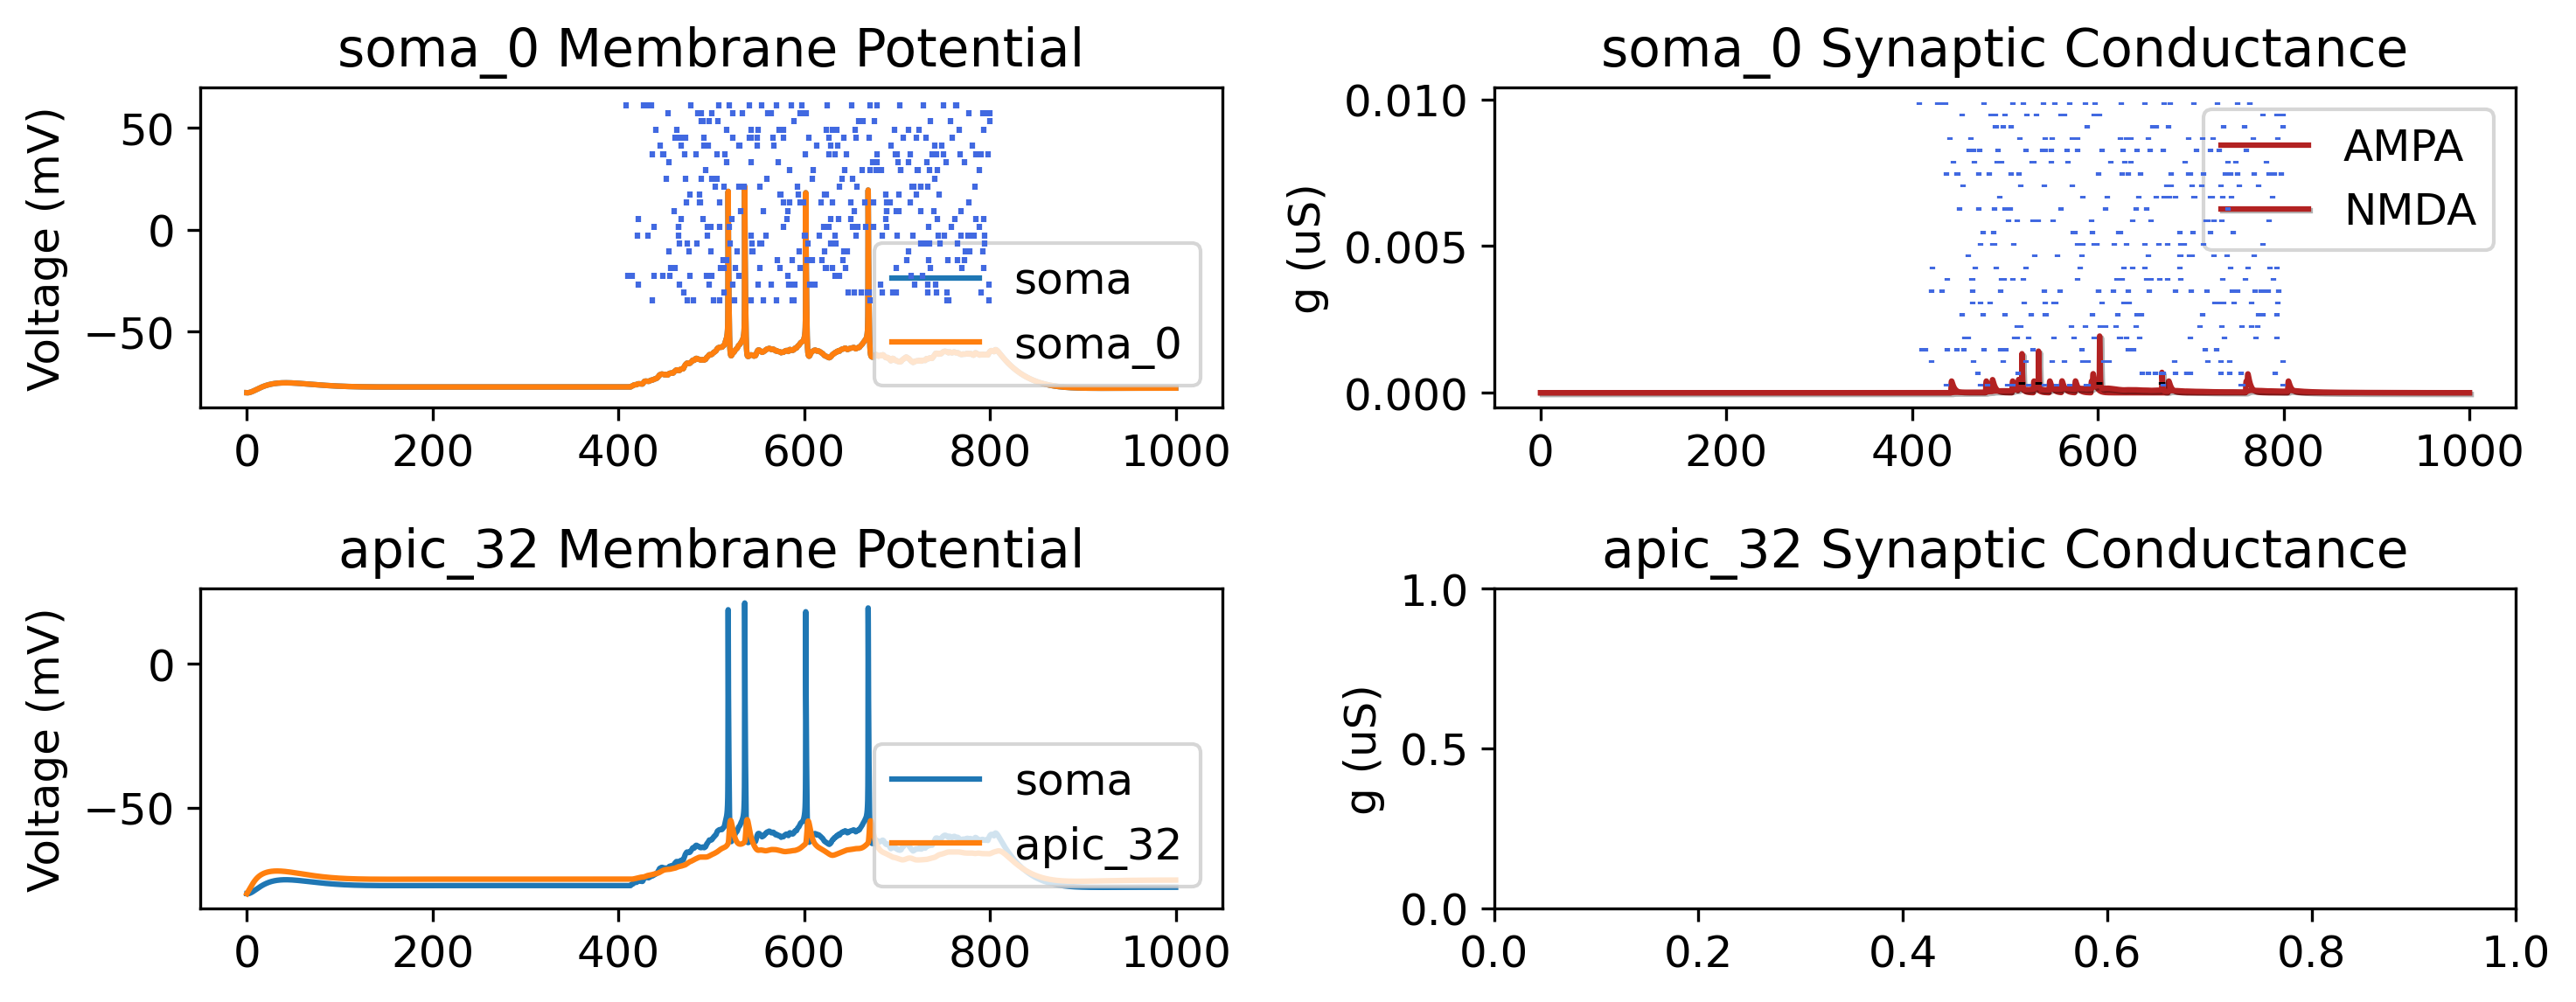 soma_0 Membrane Potential
Voltage (mV)
50
0
−50
soma
soma_0
0 200 400 600 800 1000
soma_0 Synaptic Conductance
g (uS)
0.010
0.005
0.000
AMPA
NMDA
0 200 400 600 800 1000
apic_32 Membrane Potential
Voltage (mV)
0
−50
soma
apic_32
0 200 400 600 800 1000
apic_32 Synaptic Conductance
g (uS)
1.0
0.5
0.0
0.0 0.2 0.4 0.6 0.8 1.0